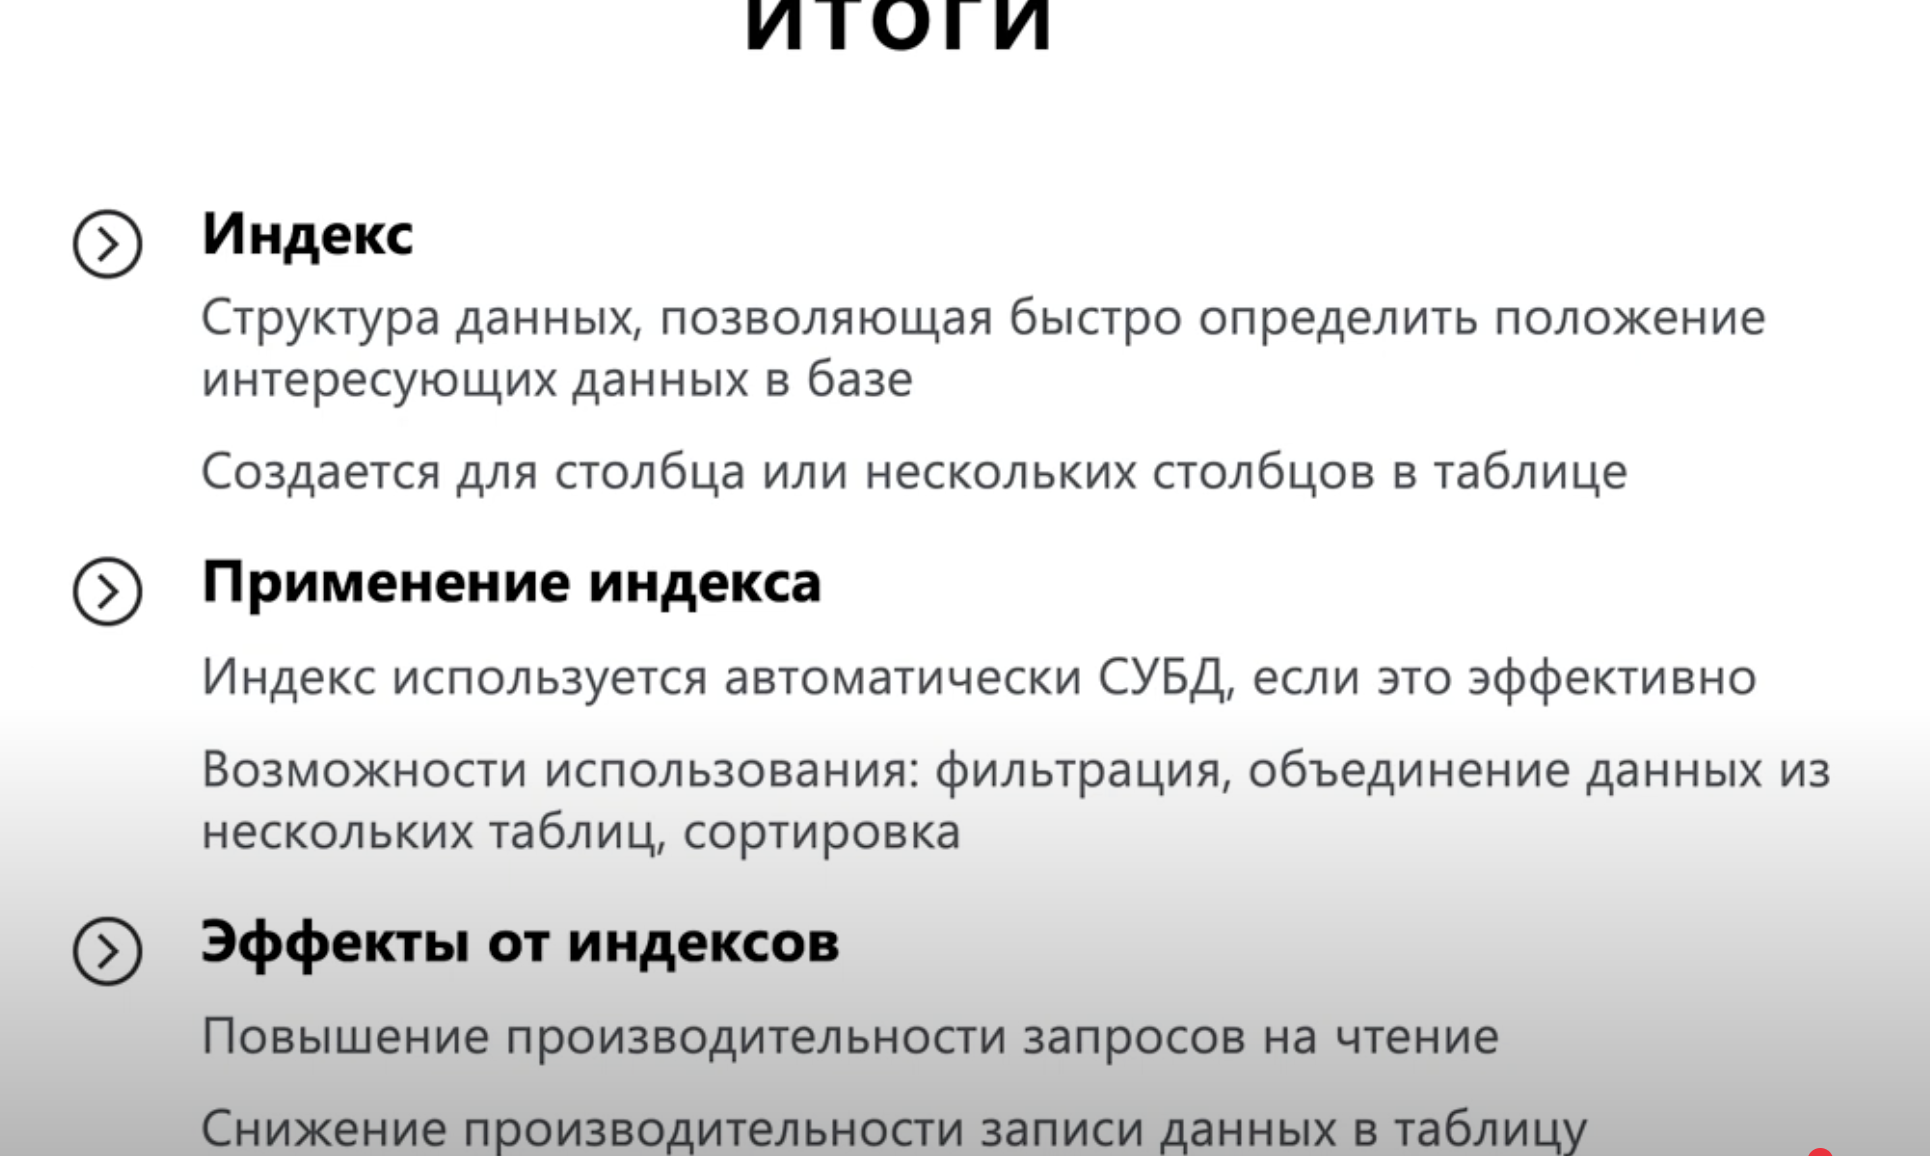 ИТОГИ
Индекс
Структура данных, позволяющая быстро определить положение
интересующих данных в базе
Создается для столбца или нескольких столбцов в таблице
Применение индекса
Индекс используется автоматически СУБД, если это эффективно
Возможности использования: фильтрация, объединение данных из
нескольких таблиц, сортировка
Эффекты от индексов
Повышение производительности запросов на чтение
Снижение производительности записи данных в таблицу